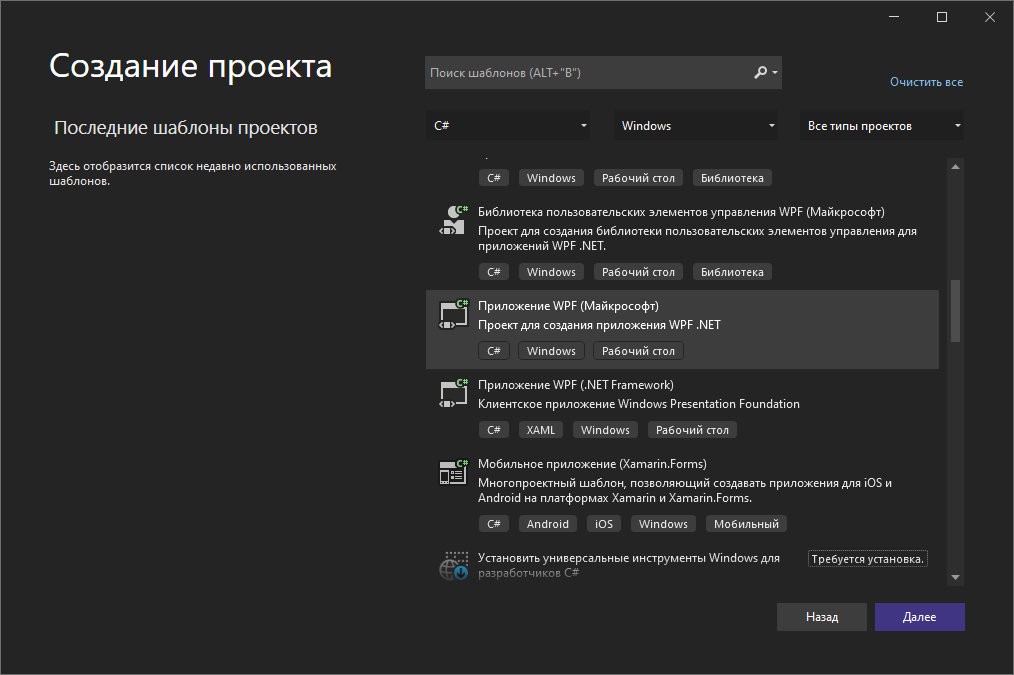 Создание проекта
Поиск шаблонов (ALT+"В")
Очистить все
Последние шаблоны проектов
C#
Windows
Все типы проектов
Здесь отобразится список недавно использованных
шаблонов.
C# Windows Рабочий стол Библиотека
C#
Библиотека пользовательских элементов управления WPF (Майкрософт)
Проект для создания библиотеки пользовательских элементов управления для
приложений WPF .NET.
C# Windows Рабочий стол Библиотека
C#
Приложение WPF (Майкрософт)
Проект для создания приложения WPF .NET
C# Windows Рабочий стол
C#
Приложение WPF (.NET Framework)
Клиентское приложение Windows Presentation Foundation
C# XAML Windows Рабочий стол
C#
Мобильное приложение (Xamarin.Forms)
Многопроектный шаблон, позволяющий создавать приложения для iOS и
Android на платформах Xamarin и Xamarin.Forms.
C# Android iOS Windows Мобильный
Установить универсальные инструменты Windows для
разработчиков C#
Требуется установка.
Назад
Далее